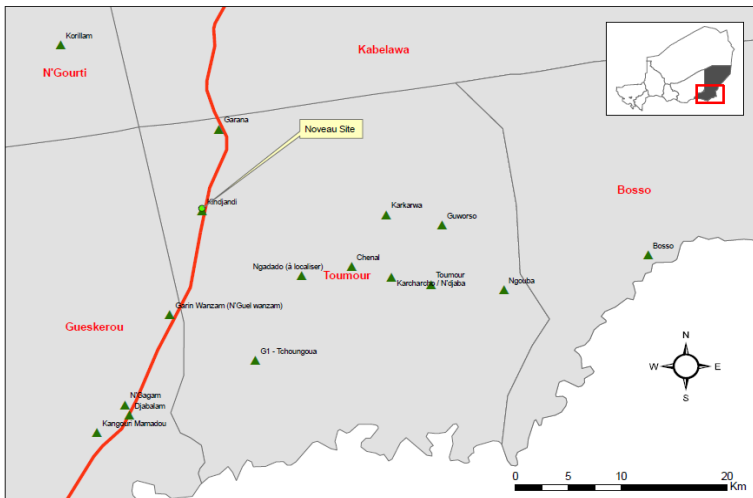 Korillam
Kabelawa
N'Gourti
Garana
Noveau Site
Kindjandi
Karkarwa
Guworso
Bosso
Bosso
Chenal
Ngadado (à localiser)
Toumour
Karcharcho / N'djaba
Toumour
Ngouba
Garin Wanzam (N'Guel wanzam)
Gueskerou
G1 - Tchoungoua
N
W
E
S
N'Bagam
Djabalam
Kangouri Mamadou
0 5 10 20
Km